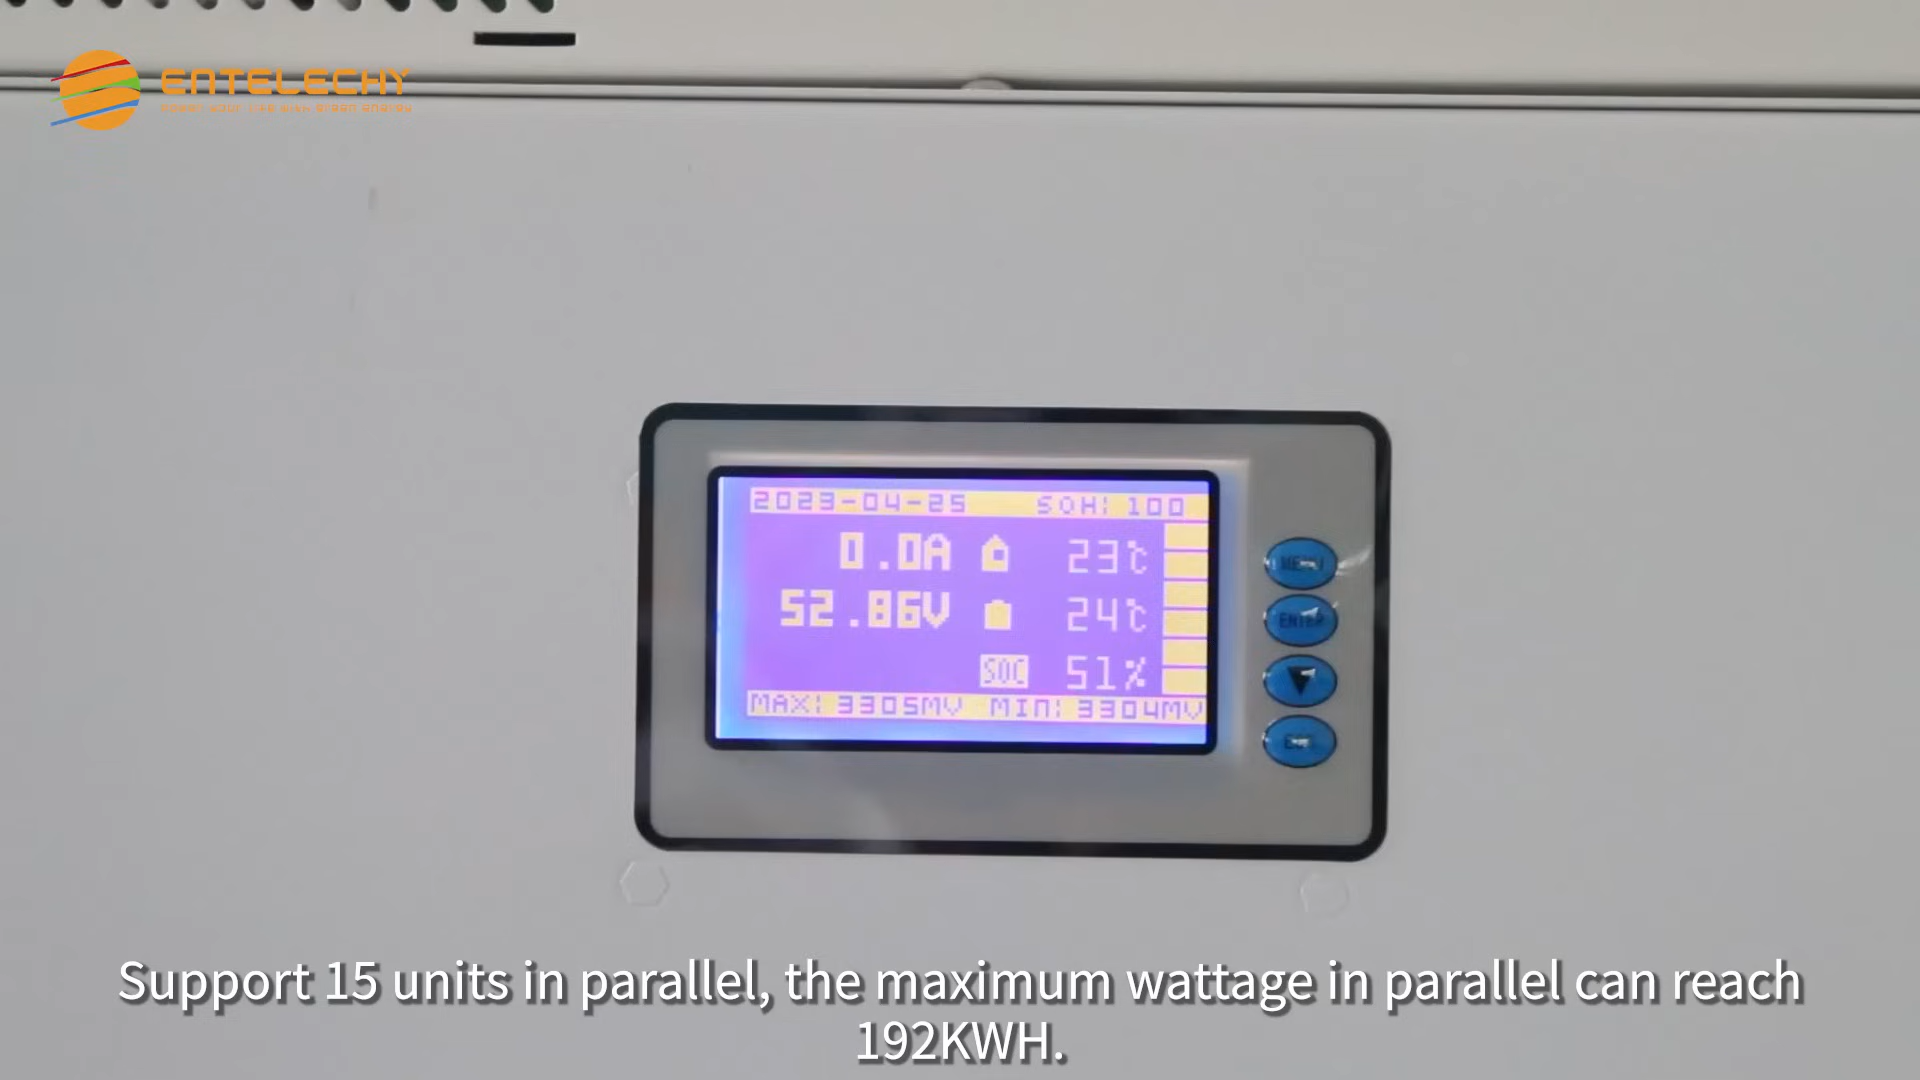 ENTELECHY
2023-04-25 SOH: 100
0.0A 23℃
52.86V 24℃
SOC 51%
MAX: 3305MV MIN: 3304MV
MENU
ENTER
Support 15 units in parallel, the maximum wattage in parallel can reach
192KWH.